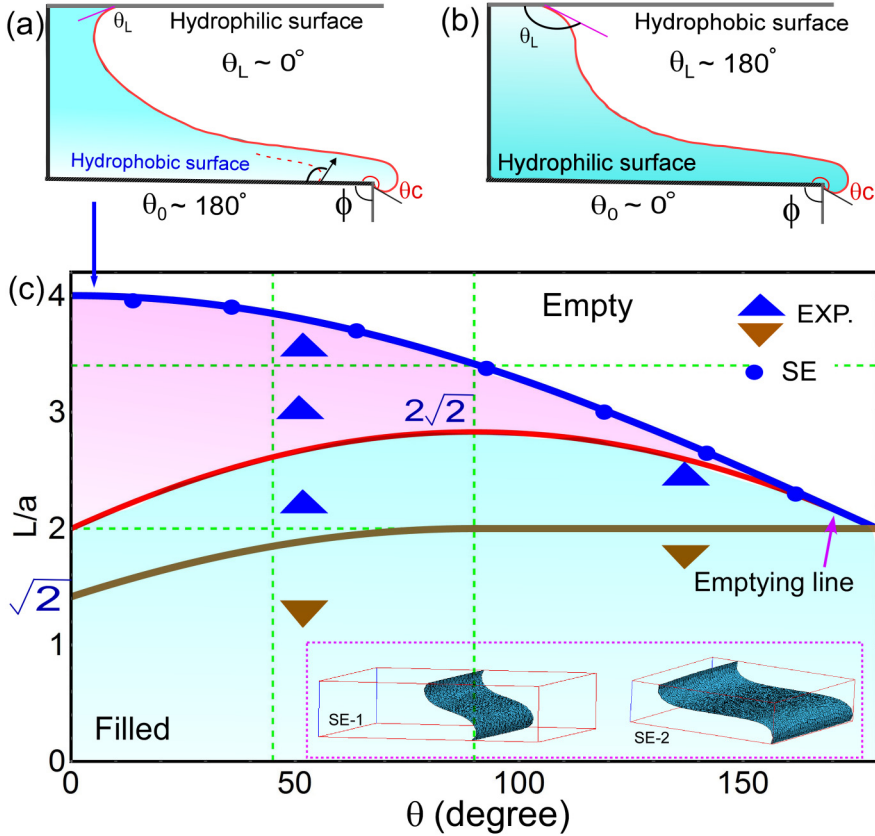 (a)
Hydrophilic surface
θL
θL ~ 0°
Hydrophobic surface
θ0 ~ 180°
ϕ
θc
(b)
Hydrophobic surface
θL
θL ~ 180°
Hydrophilic surface
θ0 ~ 0°
ϕ
θc
(c)
4
Empty
EXP.
SE
3
2√2
L/a
2
Emptying line
√2
1
SE-1
SE-2
Filled
0
0
50
100
150
θ (degree)